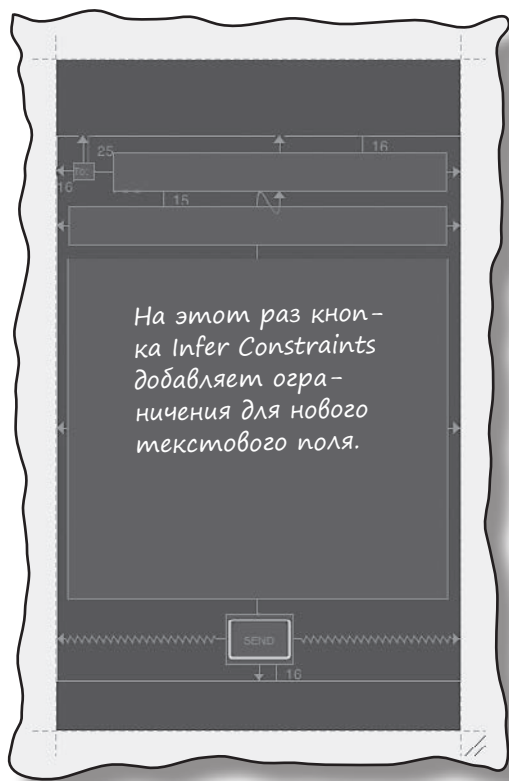 25
16
To:
16
15
На этот раз кноп-
ка Infer Constraints
добавляет огра-
ничения для нового
текстового поля.
SEND
16